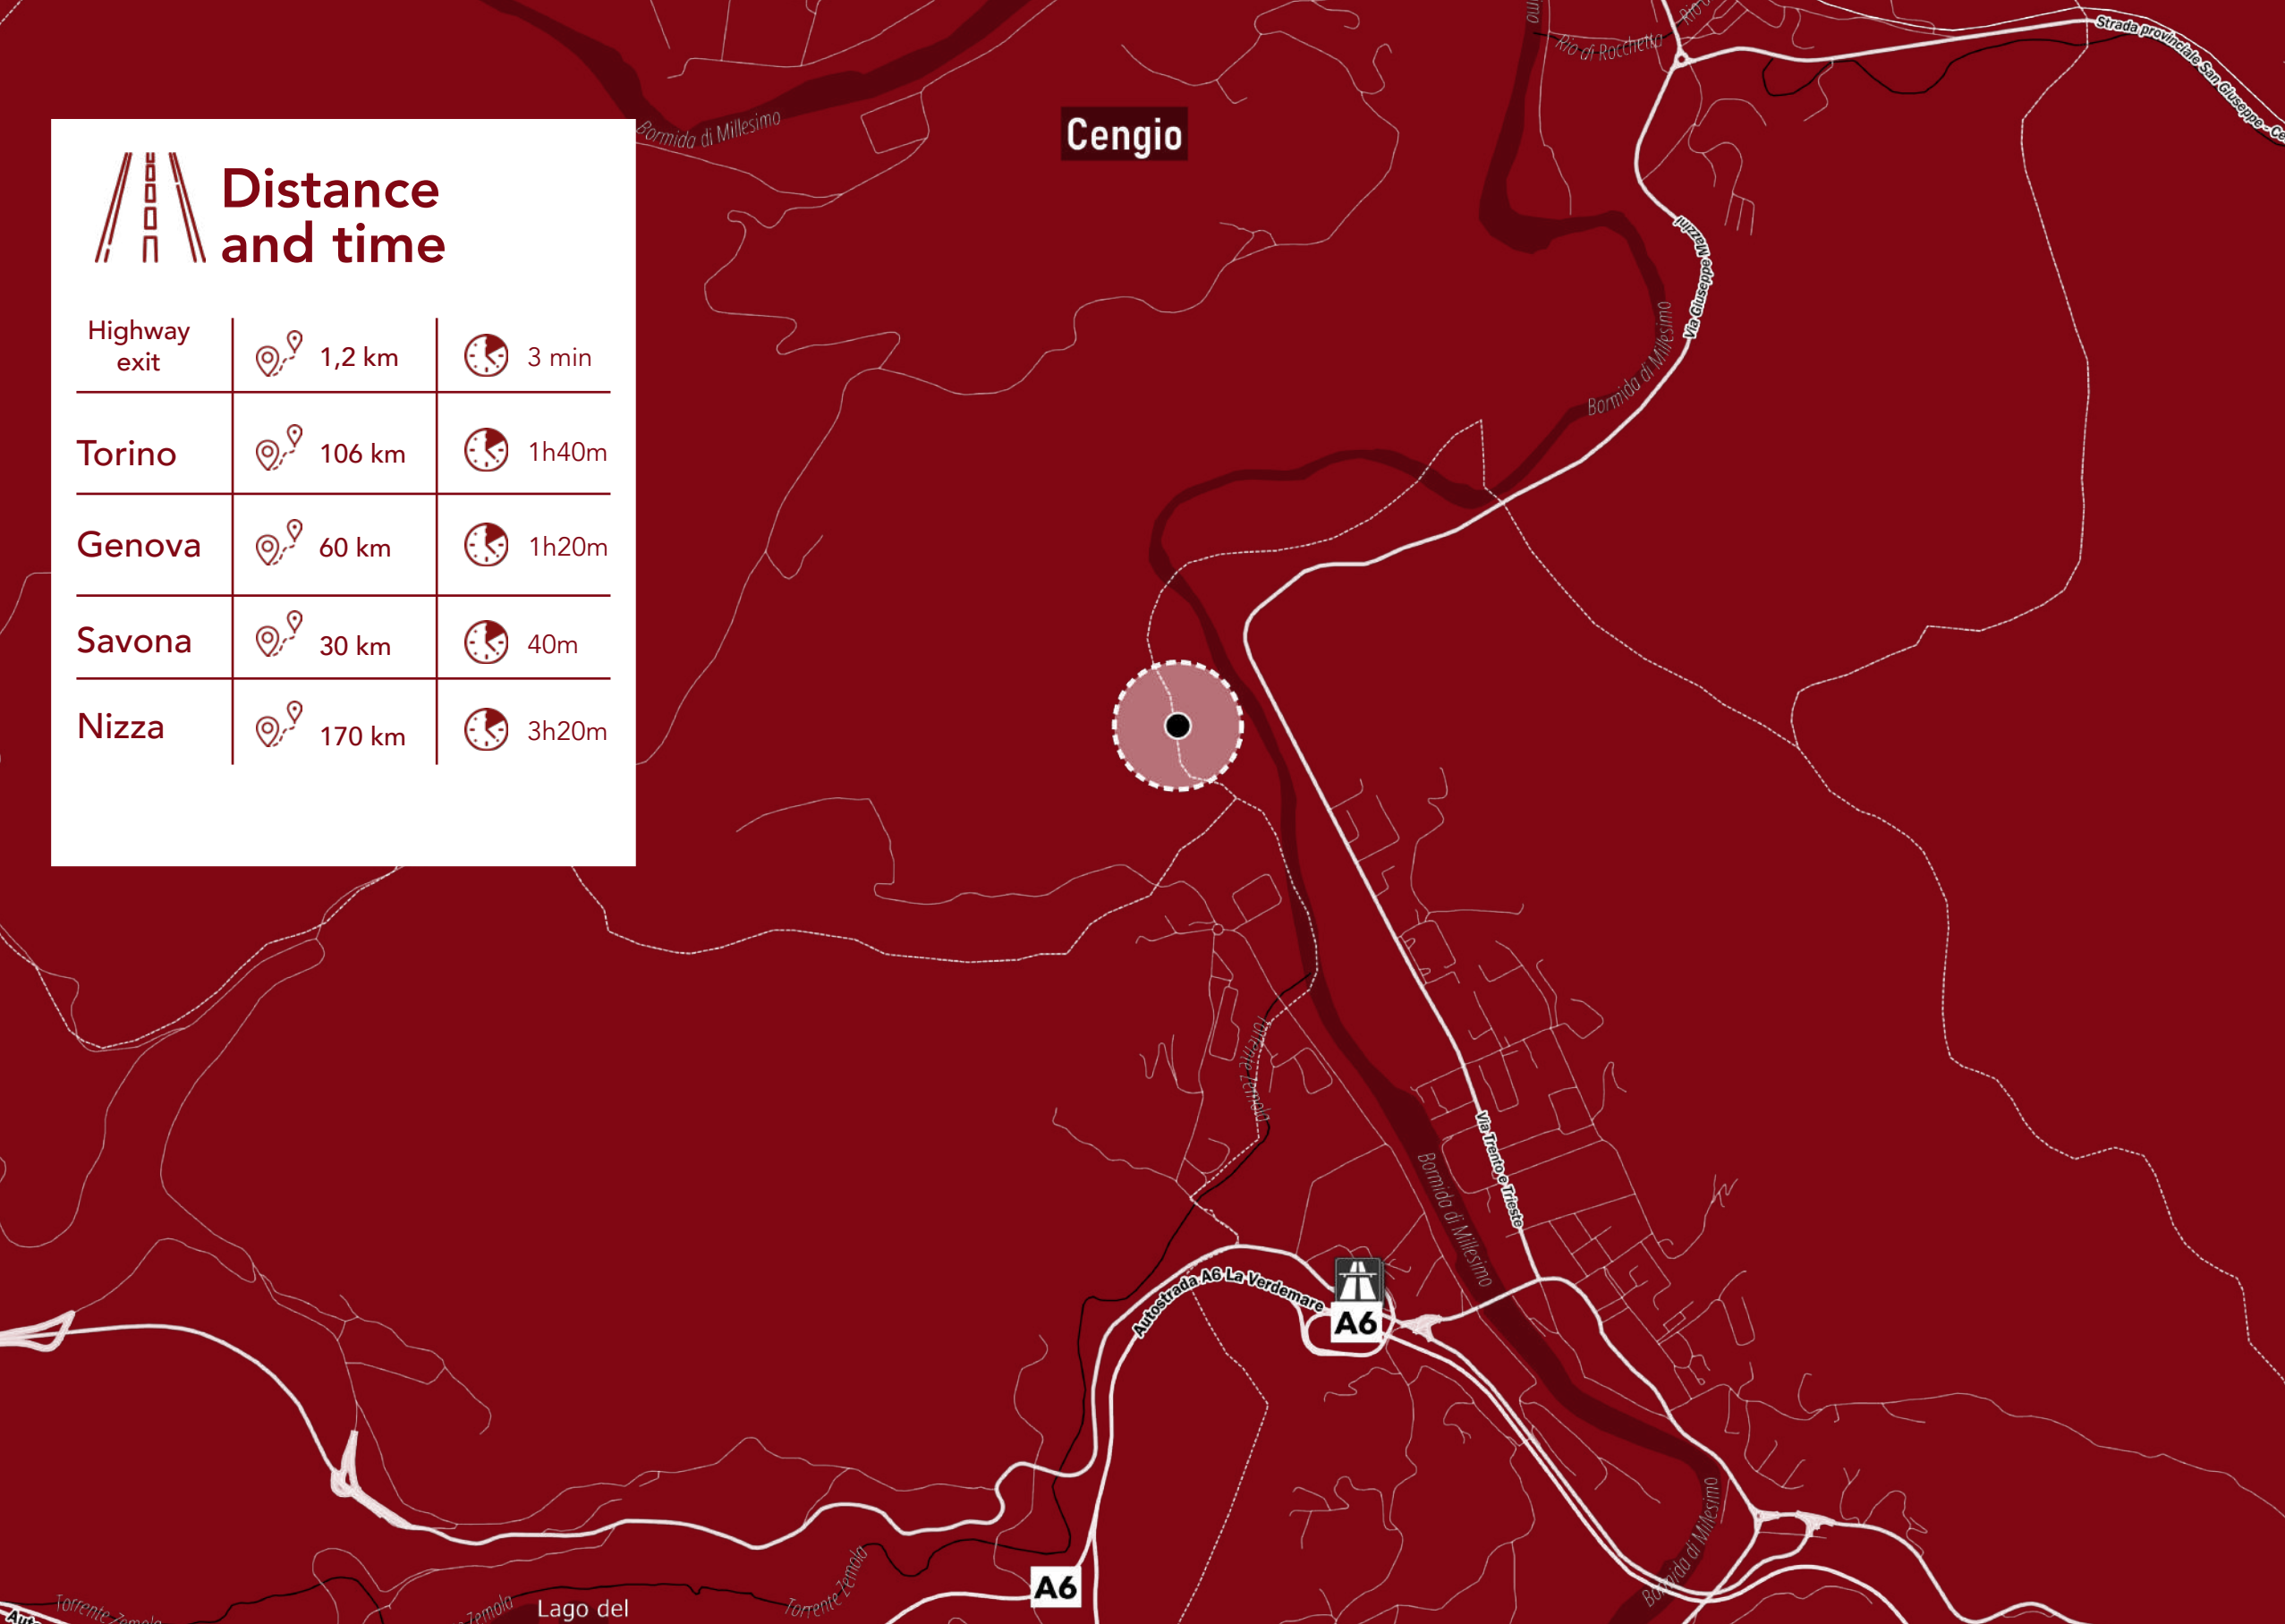 Distance
and time
Highway
exit
1,2 km
3 min
Torino
106 km
1h40m
Genova
60 km
1h20m
Savona
30 km
40m
Nizza
170 km
3h20m
Bormida di Millesimo
Cengio
Rio di Rocchetta
Strada provinciale San Giuseppe - Ce
Via Giuseppe Mazzini
Bormida di Millesimo
Torrente Zemola
Via Trento e Trieste
Bormida di Millesimo
Autostrada A6 La Verdemare
A6
Bormida di Millesimo
A6
Torrente Zemola
Zemola
Lago del
Torrente Zemola
Aut